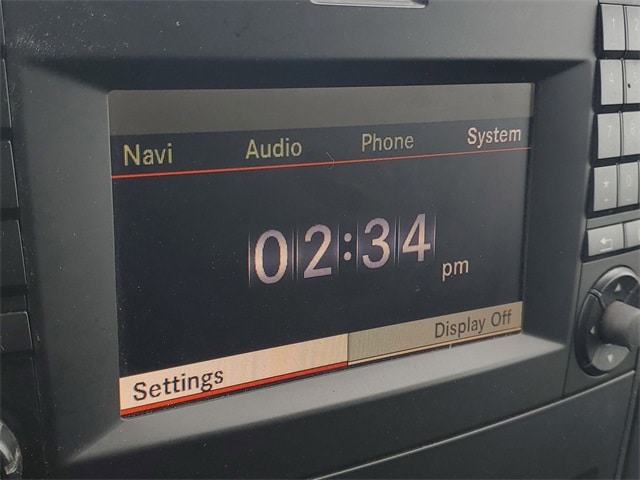 Navi Audio Phone System
02:34 pm
Settings Display Off